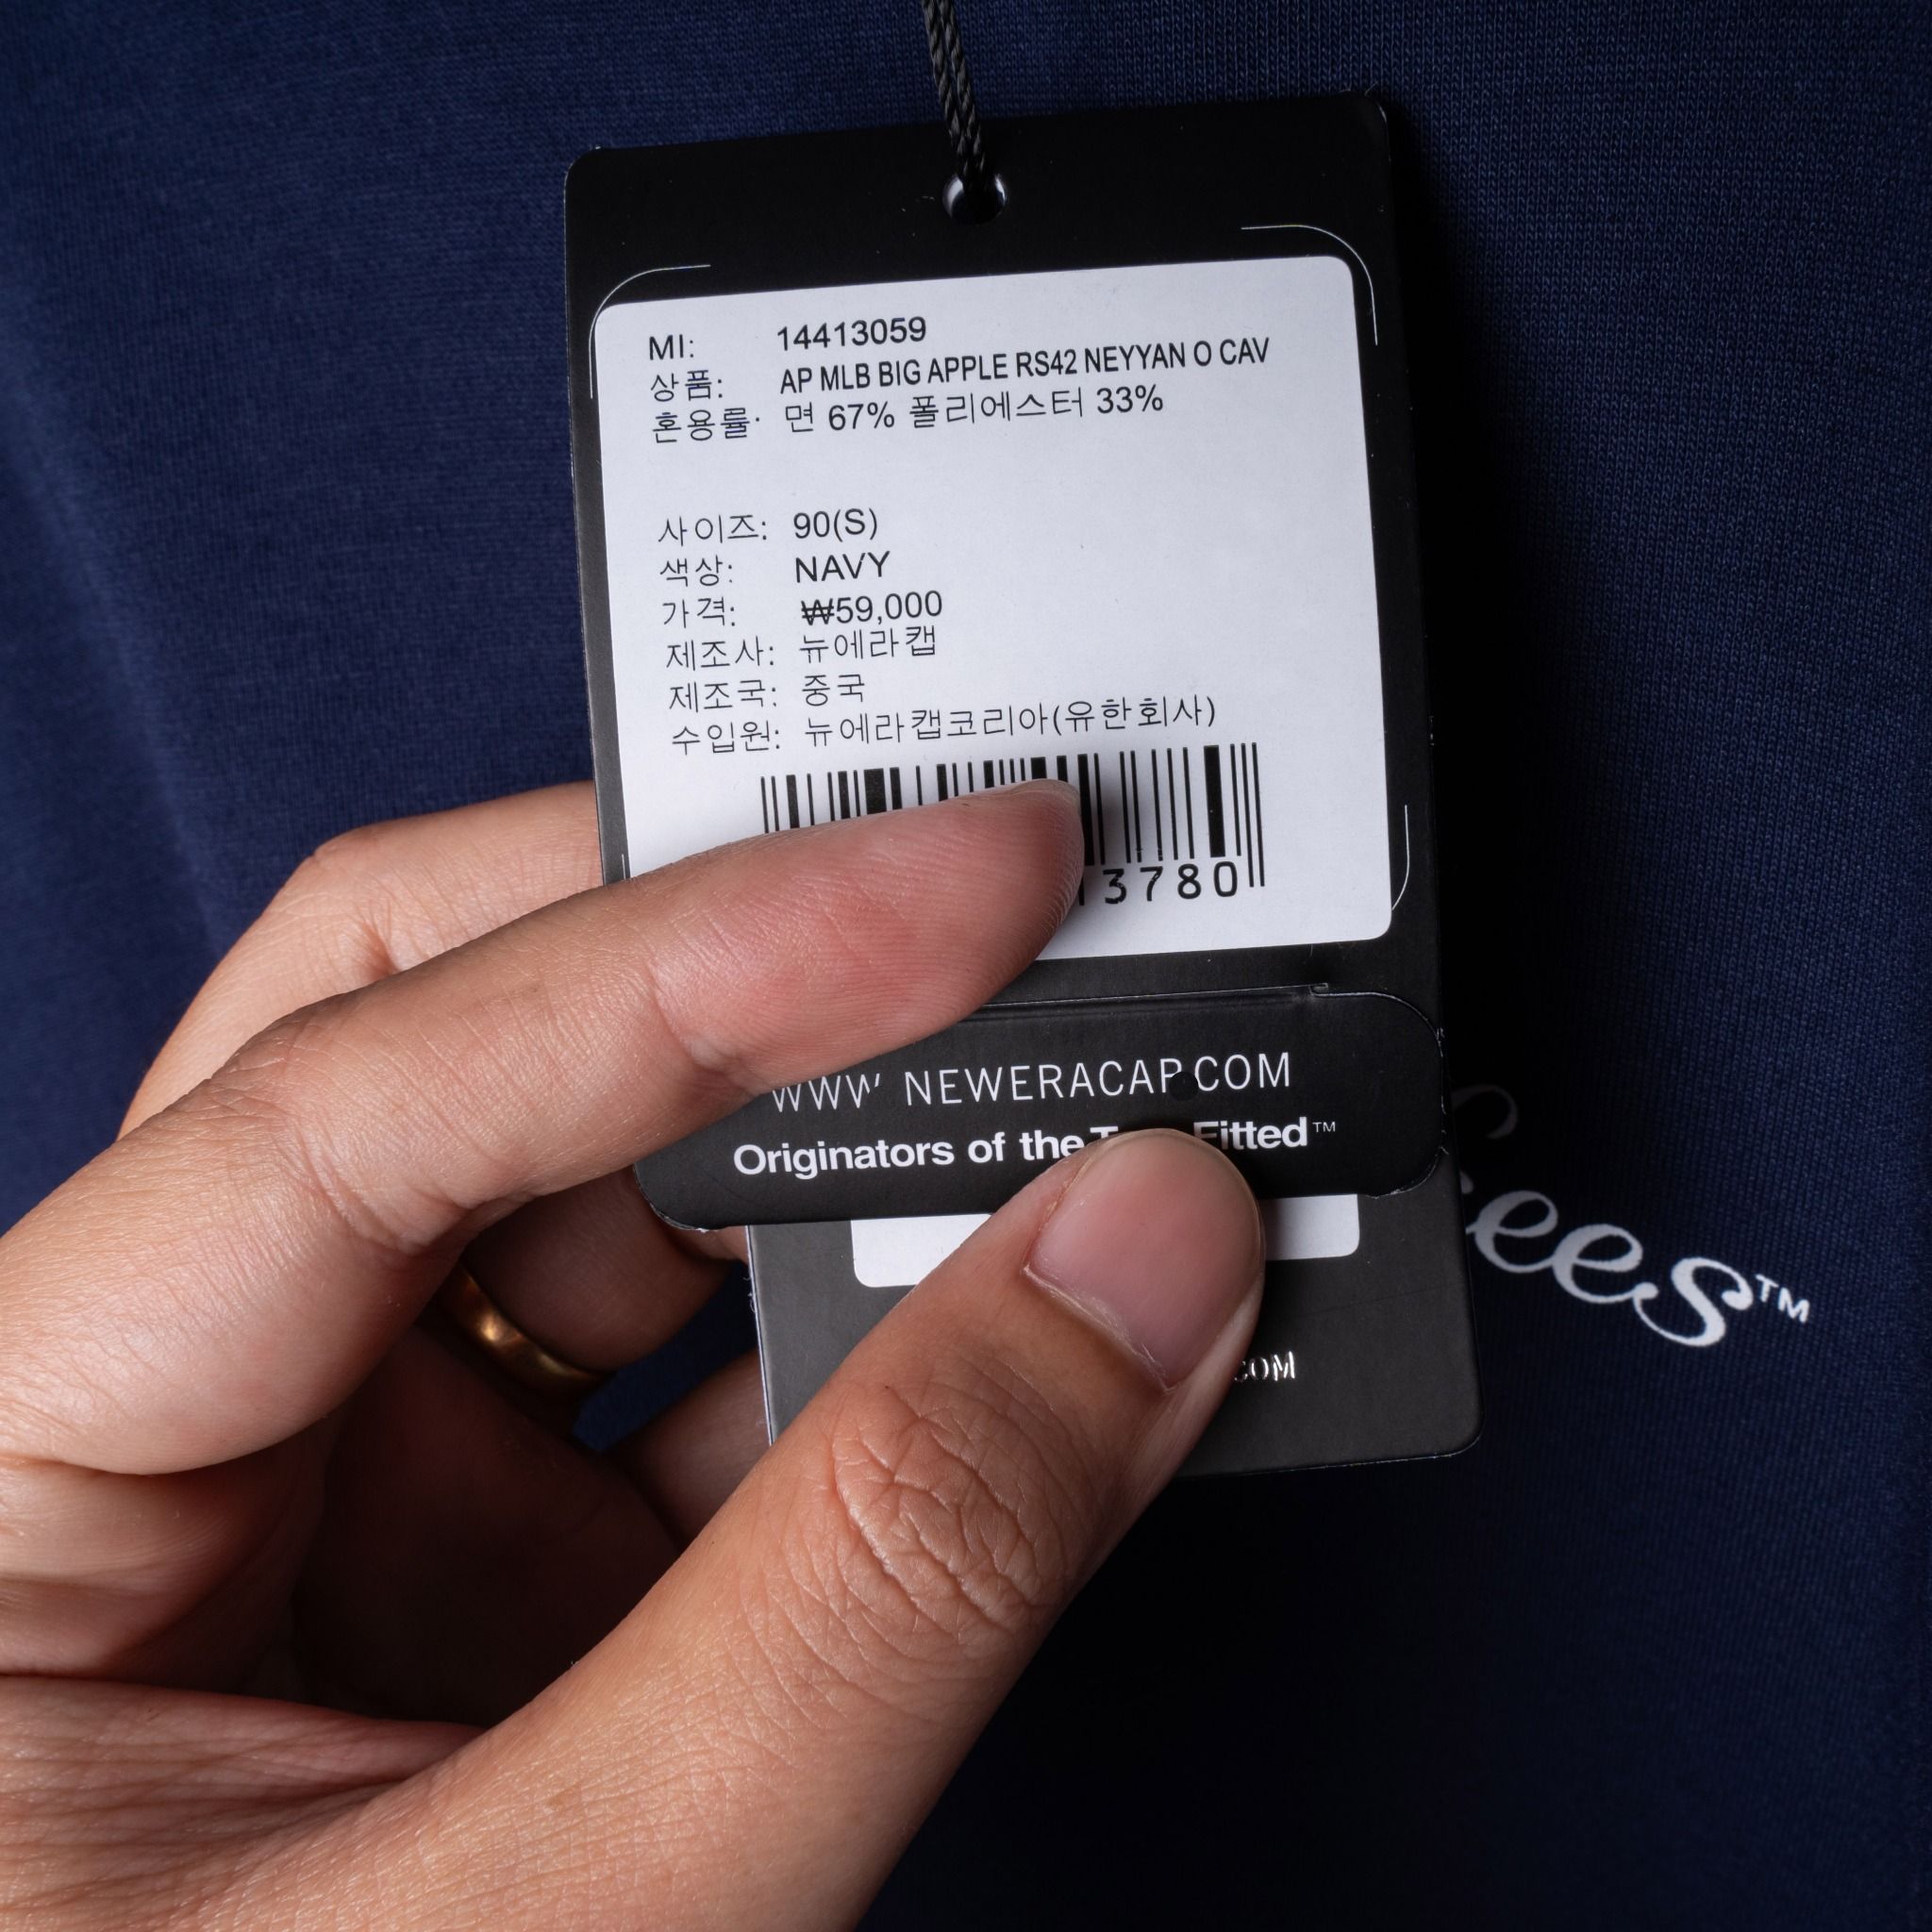 MI: 14413059
상품: AP MLB BIG APPLE RS42 NEYYAN O CAV
혼용률: 면 67% 폴리에스터 33%
사이즈: 90(S)
색상: NAVY
가격: ₩59,000
제조사: 뉴에라캡
제조국: 중국
수입원: 뉴에라캡코리아(유한회사)
3780
WWW NEWERACAP.COM
Originators of the Fitted™
ees™
COM